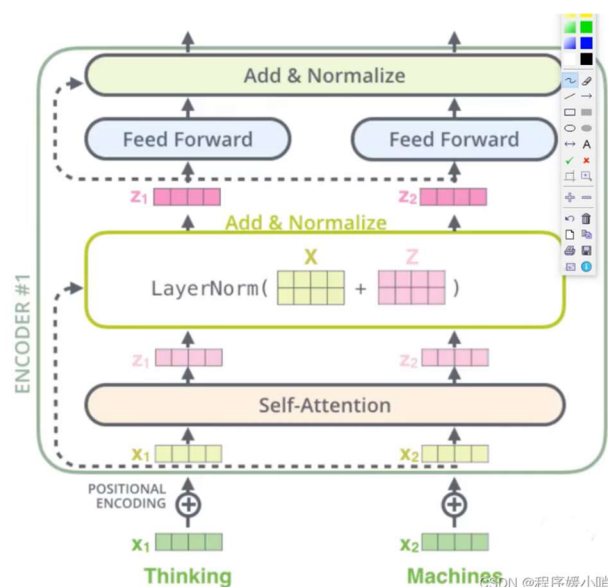 Add & Normalize
Feed Forward
Feed Forward
z1
z2
Add & Normalize
X
Z
LayerNorm( + )
ENCODER #1
z1
z2
Self-Attention
x1
x2
POSITIONAL
ENCODING
x1
x2
Thinking
Machines
CSDN @程序媛小哨
A